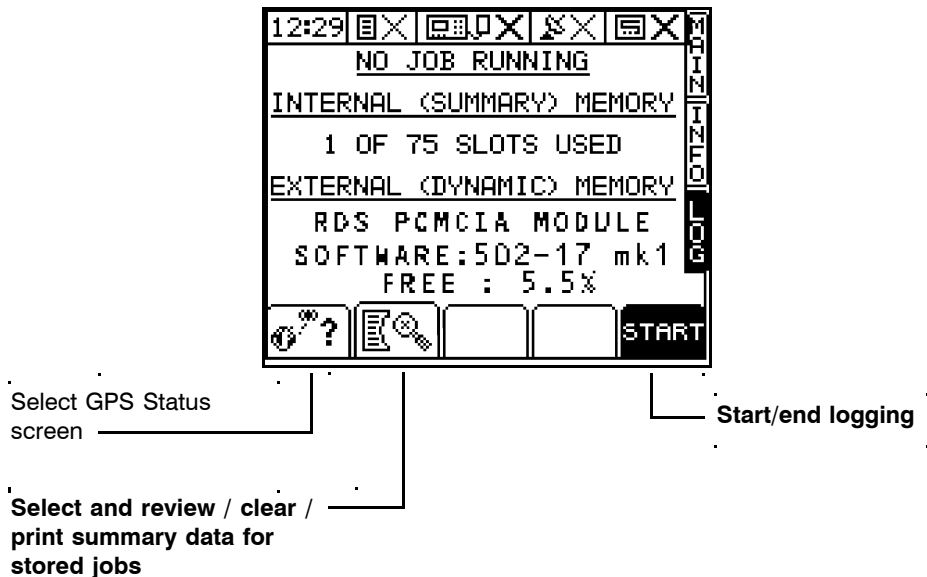 12:29
NO JOB RUNNING
INTERNAL (SUMMARY) MEMORY
1 OF 75 SLOTS USED
EXTERNAL (DYNAMIC) MEMORY
RDS PCMCIA MODULE
SOFTWARE:5D2-17 mk1
FREE : 5.5%
MAIN
INFO
LOG
?
START
Select GPS Status
screen
Start/end logging
Select and review / clear /
print summary data for
stored jobs